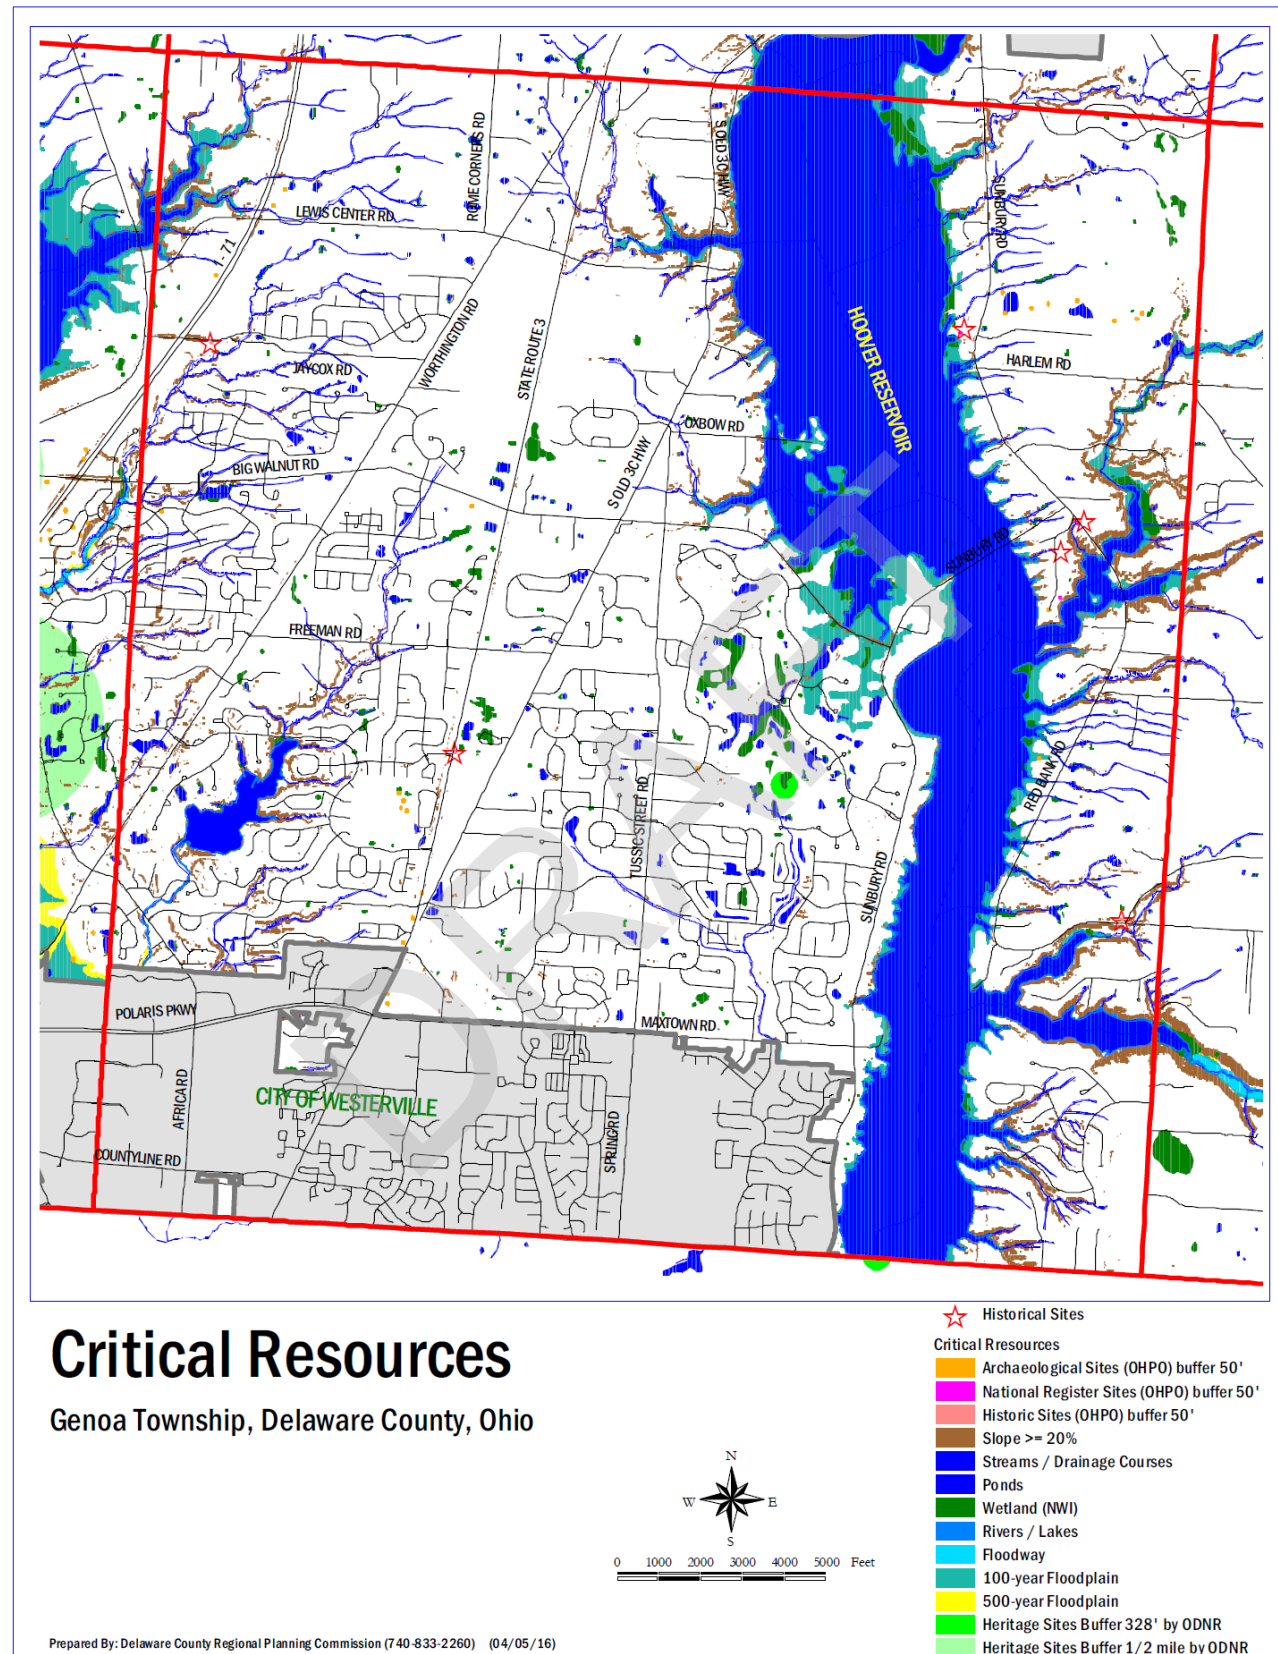 LEWIS CENTER RD
ROME CORNERS RD
S OLD 3C HWY
SUNBURY RD
I - 71
WORTHINGTON RD
STATE ROUTE 3
HOOVER RESERVOIR
JAYCOX RD
HARLEM RD
OXBOW RD
BIG WALNUT RD
S OLD 3C HWY
SUNBURY RD
FREEMAN RD
DRAFT
TUSSIC STREET RD
RED BANK RD
SUNBURY RD
POLARIS PKWY
MAXTOWN RD
AFRICA RD
CITY OF WESTERVILLE
SPRING RD
COUNTYLINE RD
Critical Resources
Genoa Township, Delaware County, Ohio
N
W E
S
0 1000 2000 3000 4000 5000 Feet
Prepared By: Delaware County Regional Planning Commission (740-833-2260) (04/05/16)
Historical Sites
Critical Rresources
Archaeological Sites (OHPO) buffer 50'
National Register Sites (OHPO) buffer 50'
Historic Sites (OHPO) buffer 50'
Slope >= 20%
Streams / Drainage Courses
Ponds
Wetland (NWI)
Rivers / Lakes
Floodway
100-year Floodplain
500-year Floodplain
Heritage Sites Buffer 328' by ODNR
Heritage Sites Buffer 1/2 mile by ODNR